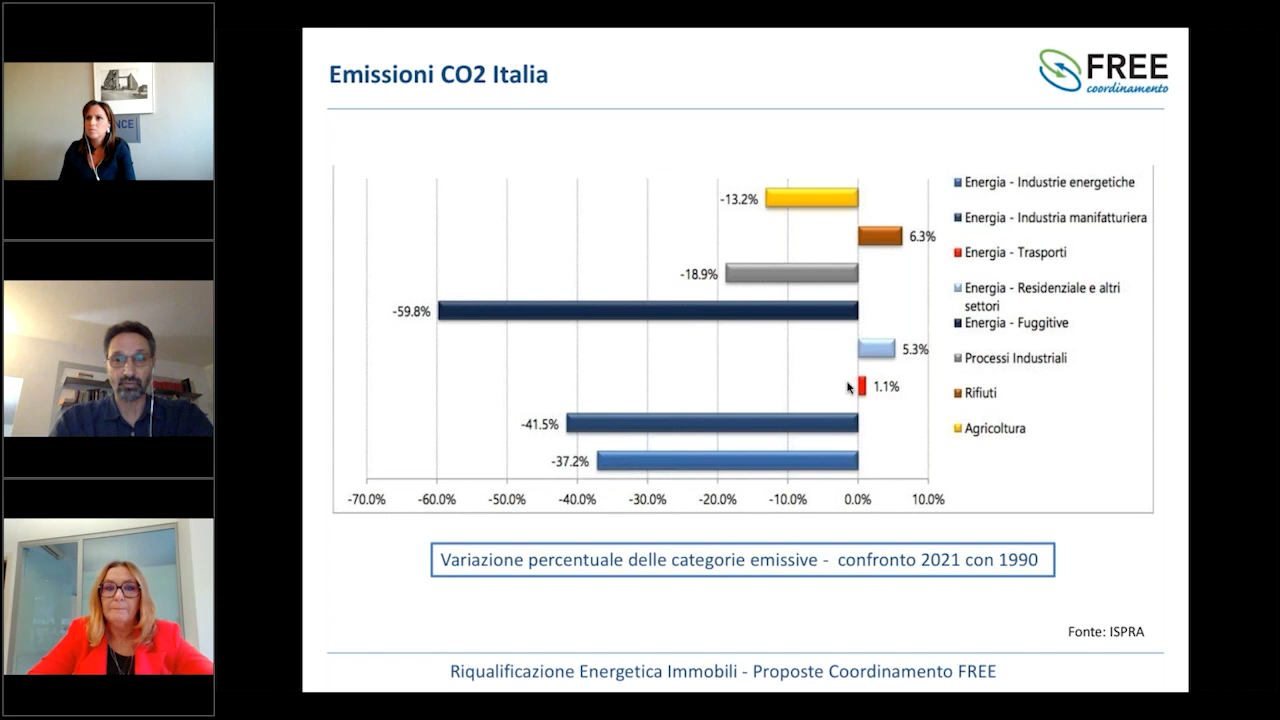 NCE
Emissioni CO2 Italia
FREE
coordinamento
-13.2%
6.3%
-18.9%
-59.8%
5.3%
1.1%
-41.5%
-37.2%
-70.0% -60.0% -50.0% -40.0% -30.0% -20.0% -10.0% 0.0% 10.0%
Energia - Industrie energetiche
Energia - Industria manifatturiera
Energia - Trasporti
Energia - Residenziale e altri
settori
Energia - Fuggitive
Processi Industriali
Rifiuti
Agricoltura
Variazione percentuale delle categorie emissive - confronto 2021 con 1990
Fonte: ISPRA
Riqualificazione Energetica Immobili - Proposte Coordinamento FREE